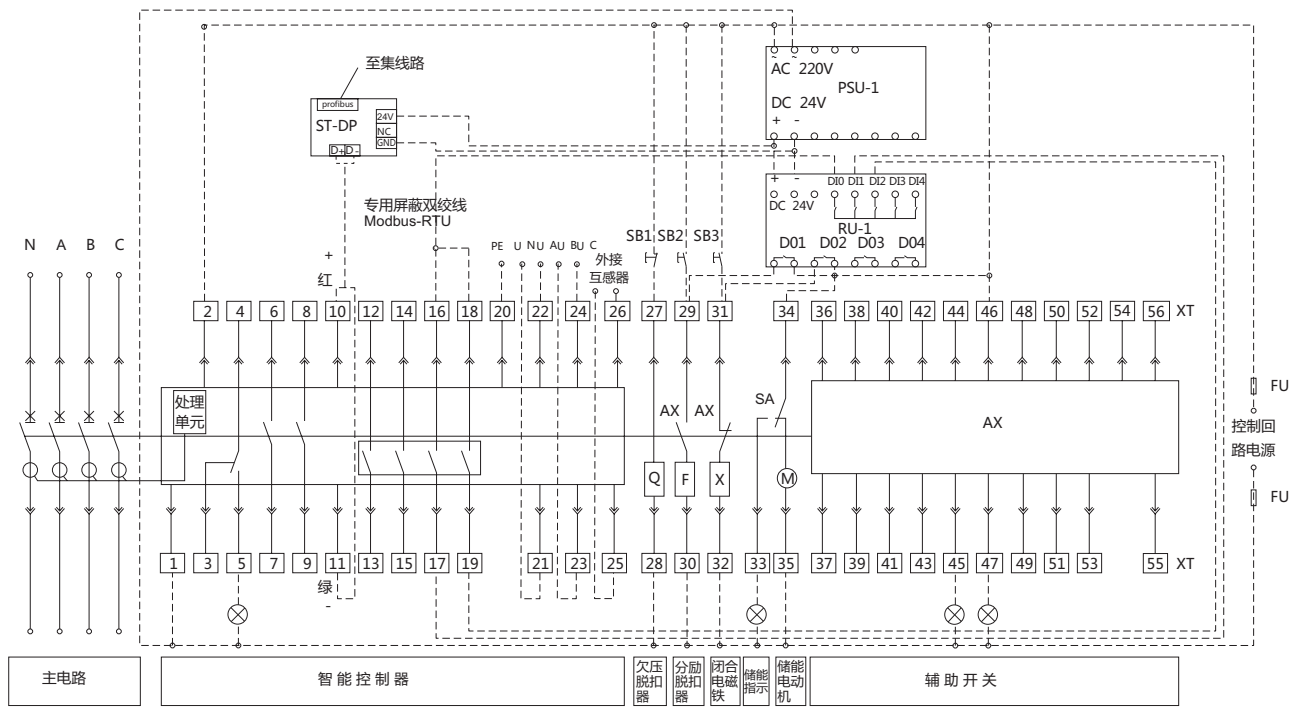 至集线路
profibus
ST-DP
24V
NC
GND
D+ D-
AC 220V
PSU-1
DC 24V
+ -
+ -
DI0 DI1 DI2 DI3 DI4
DC 24V
RU-1
D01 D02 D03 D04
专用屏蔽双绞线
Modbus-RTU
N A B C
+
红
PE U N U A U B U C
外接
互感器
SB1 SB2 SB3
2 4 6 8 10 12 14 16 18 20 22 24 26 27 29 31 34 36 38 40 42 44 46 48 50 52 54 56 XT
处理
单元
AX AX
SA
AX
Q F X M
FU
控制回
路电源
FU
1 3 5 7 9 11 13 15 17 19 21 23 25 28 30 32 33 35 37 39 41 43 45 47 49 51 53 55 XT
绿
-
主电路
智能控制器
欠压
脱扣
器
分励
脱扣
器
闭合
电磁
铁
储能
指示
储能
电动
机
辅助开关